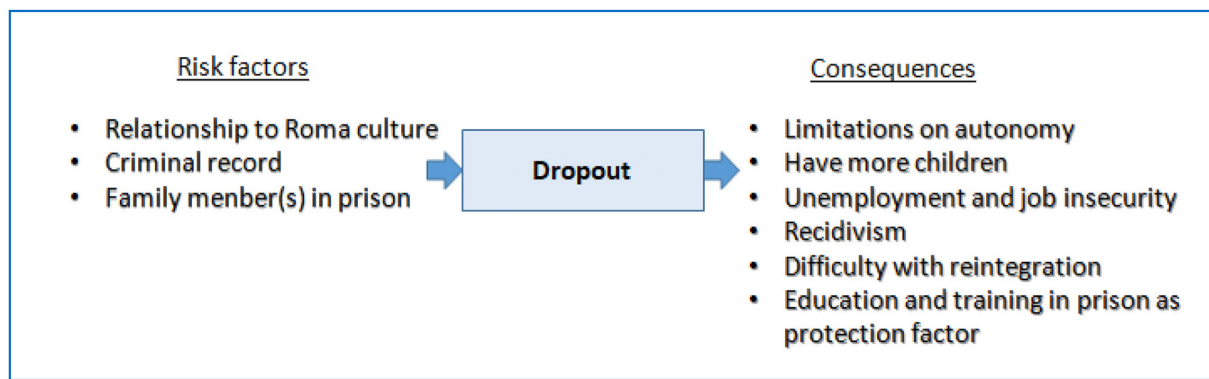 Risk factors
• Relationship to Roma culture
• Criminal record
• Family menber(s) in prison
Dropout
Consequences
• Limitations on autonomy
• Have more children
• Unemployment and job insecurity
• Recidivism
• Difficulty with reintegration
• Education and training in prison as
protection factor